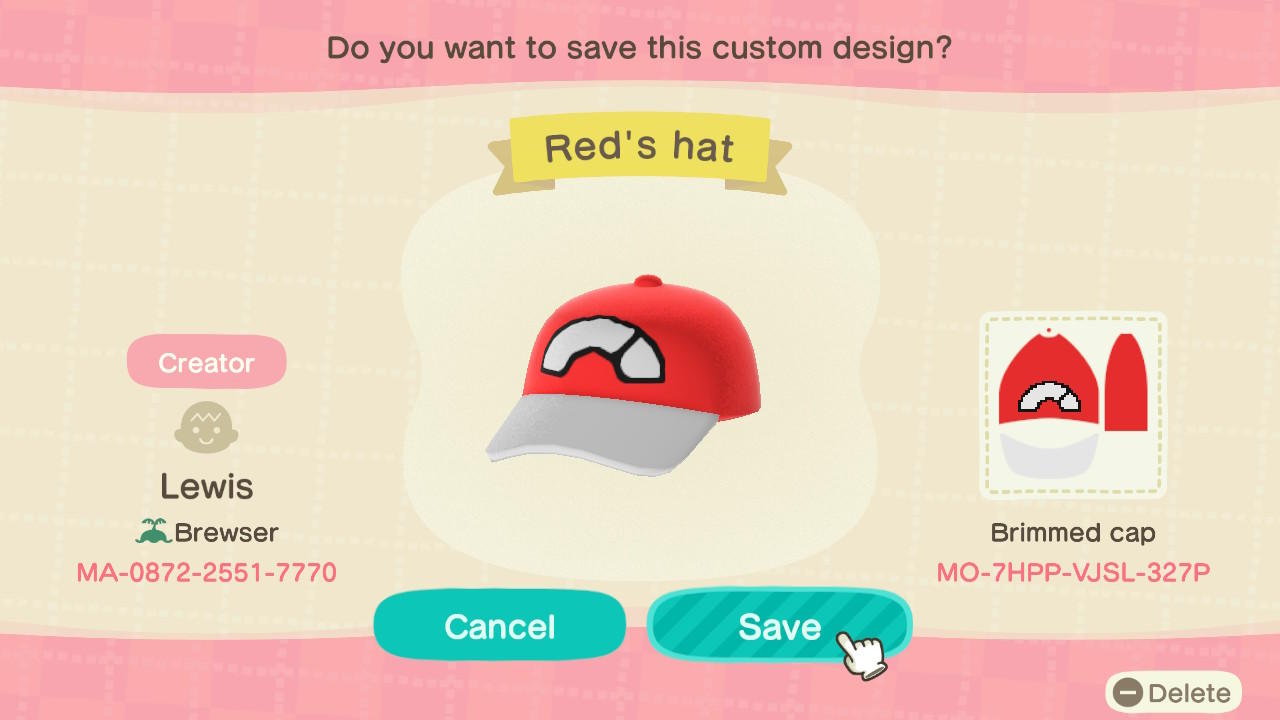 Do you want to save this custom design?
Red's hat
Creator
Lewis
Brewser
MA-0872-2551-7770
Brimmed cap
MO-7HPP-VJSL-327P
Cancel
Save
Delete